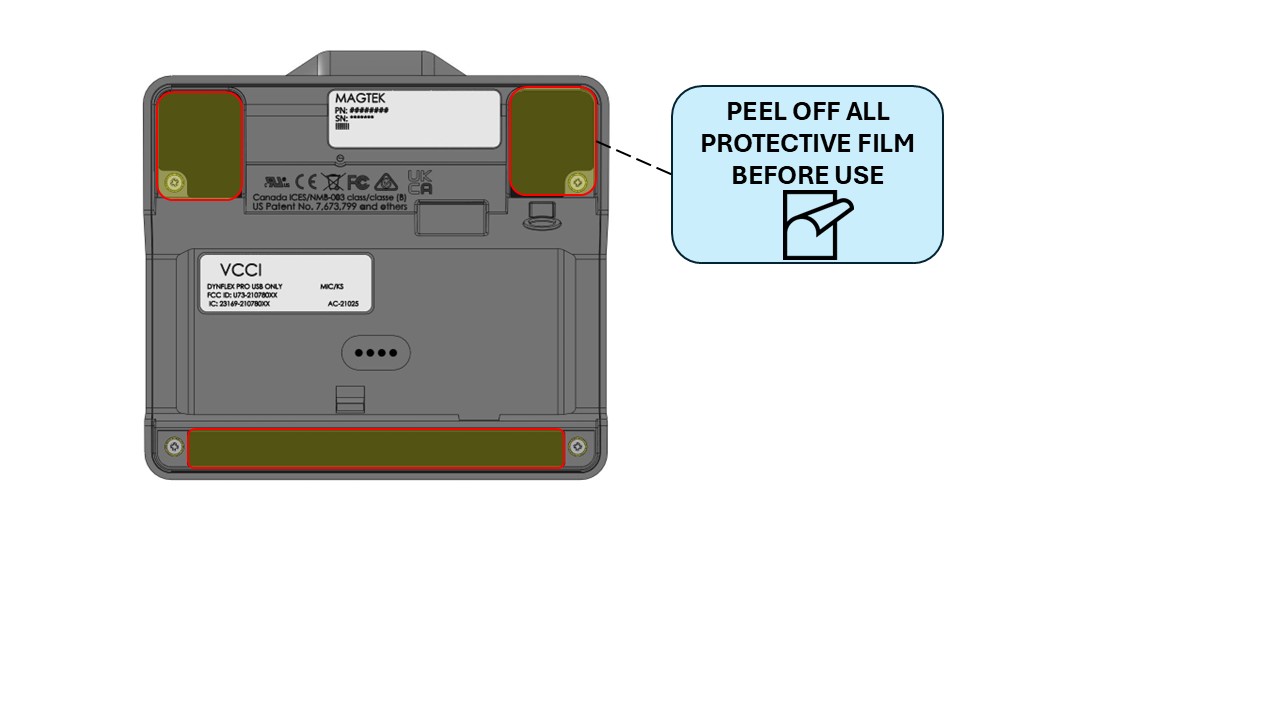 MAGTEK
PN: ########
SN: *******
PEEL OFF ALL
PROTECTIVE FILM
BEFORE USE
CE FC UK
CA
Canada ICES/NMB-003 class/classe (B)
US Patent No. 7,673,799 and others
VCCI
DYNFLEX PRO USB ONLY MIC/KS
FCC ID: U73-210780XX
IC: 23169-210780XX AC-21025